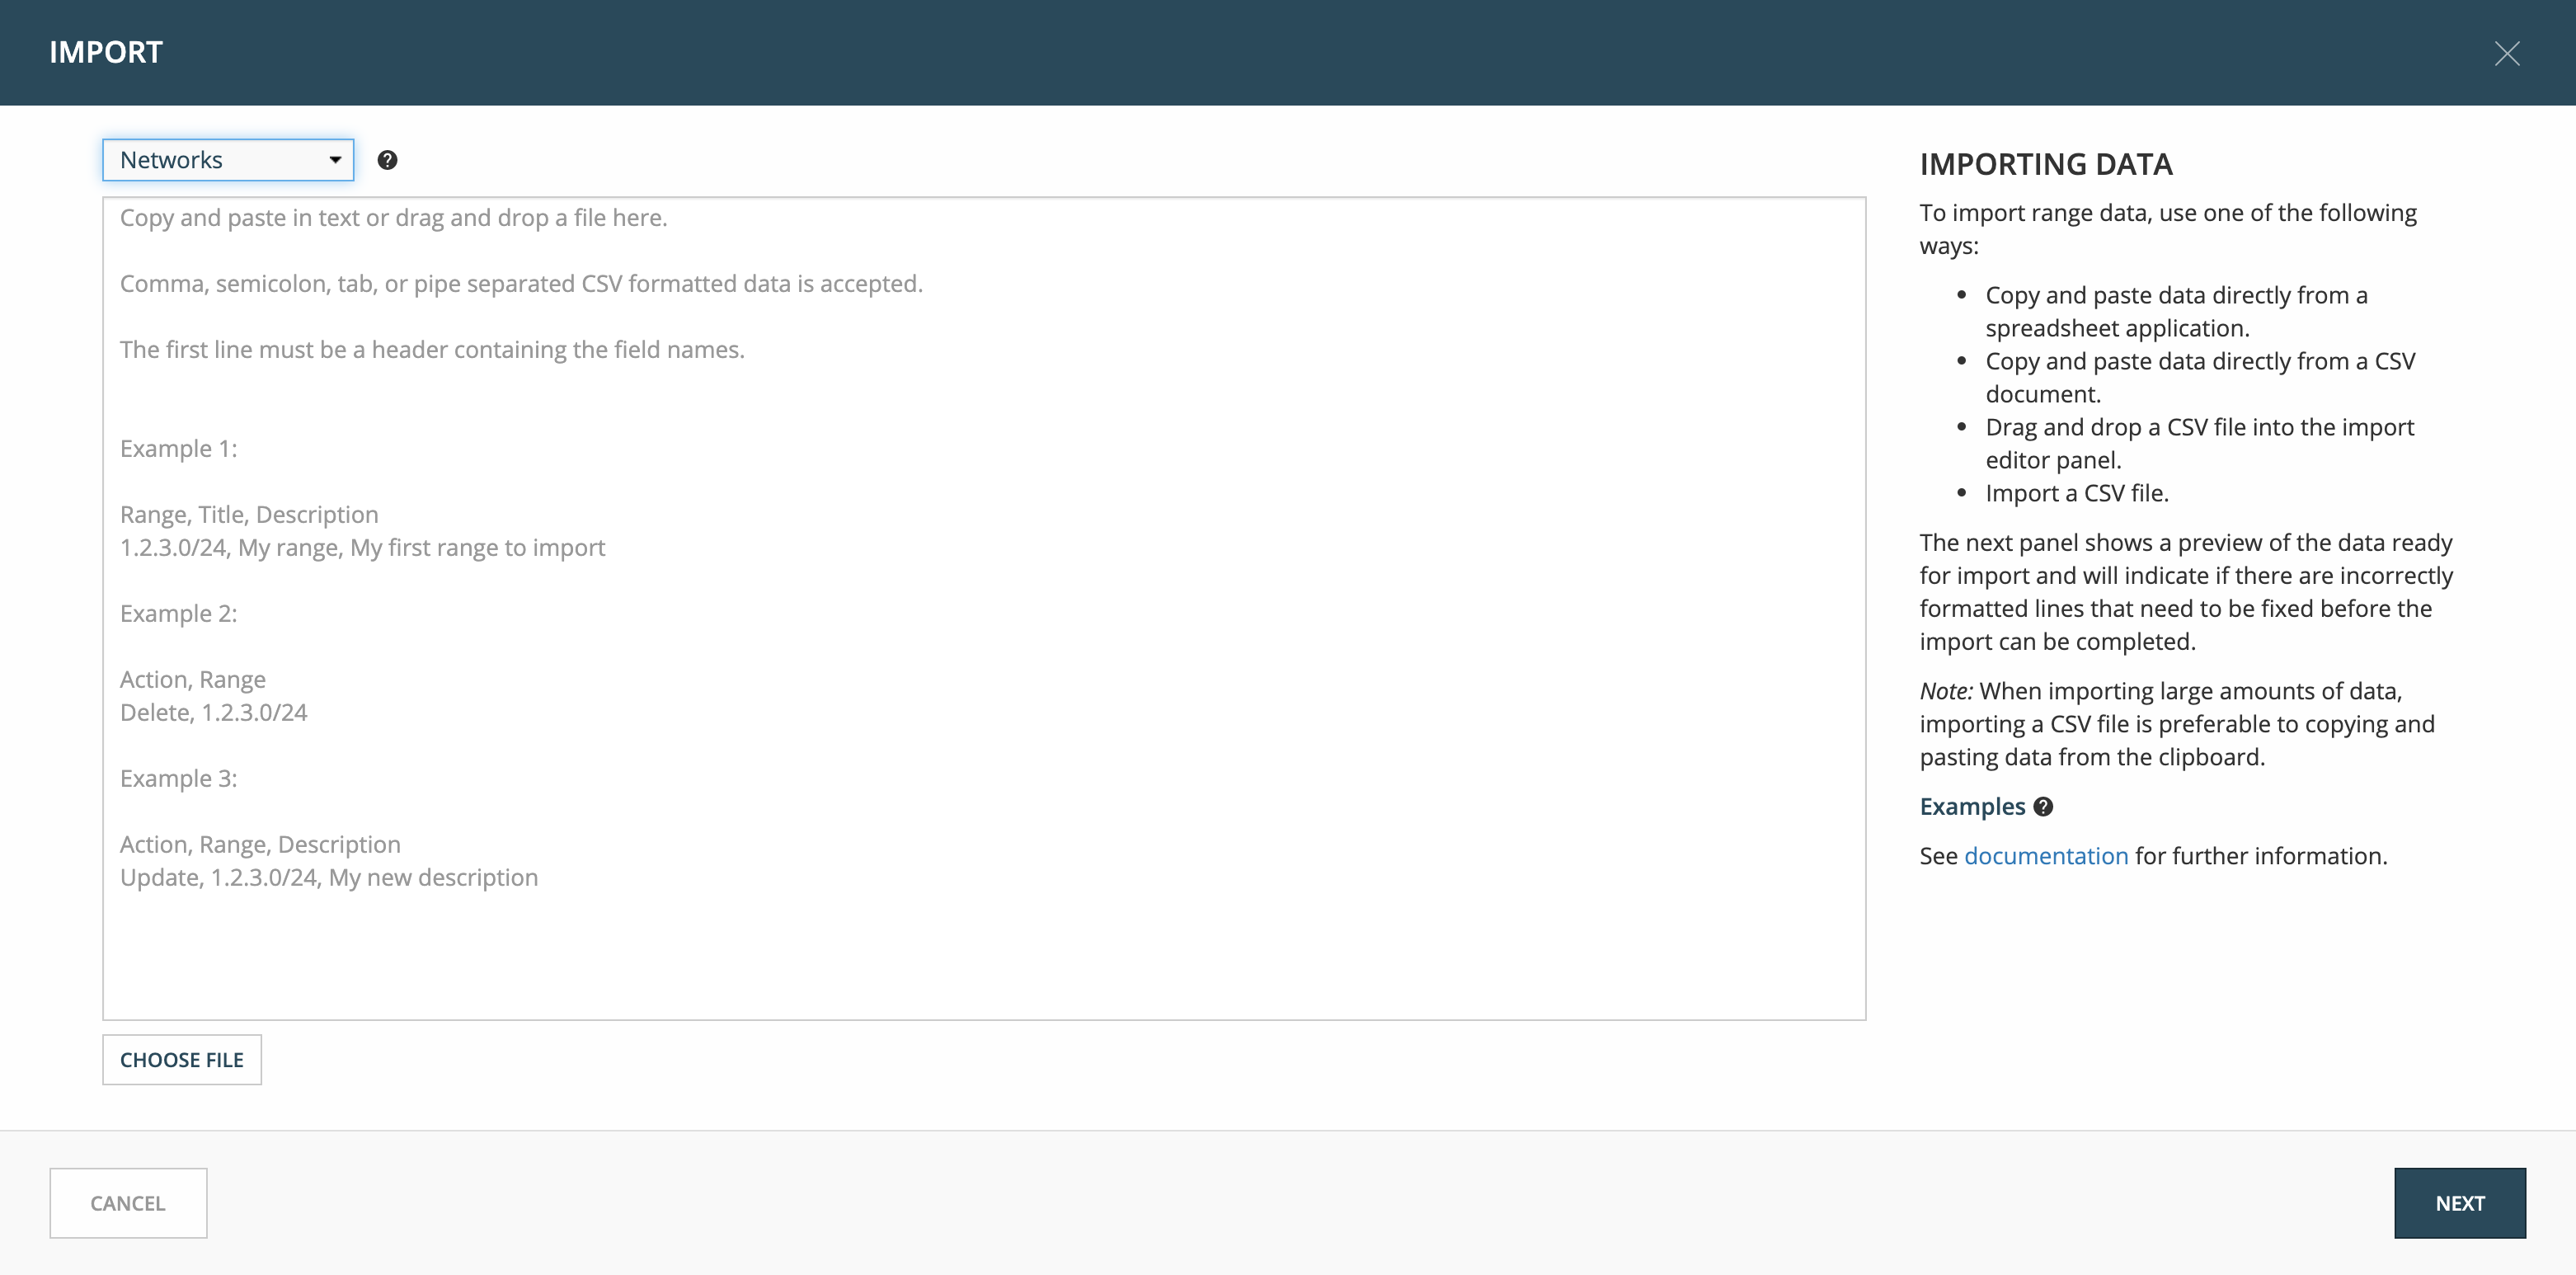 IMPORT
Networks
Copy and paste in text or drag and drop a file here.
Comma, semicolon, tab, or pipe separated CSV formatted data is accepted.
The first line must be a header containing the field names.
Example 1:
Range, Title, Description
1.2.3.0/24, My range, My first range to import
Example 2:
Action, Range
Delete, 1.2.3.0/24
Example 3:
Action, Range, Description
Update, 1.2.3.0/24, My new description
CHOOSE FILE
IMPORTING DATA
To import range data, use one of the following
ways:
• Copy and paste data directly from a
spreadsheet application.
• Copy and paste data directly from a CSV
document.
• Drag and drop a CSV file into the import
editor panel.
• Import a CSV file.
The next panel shows a preview of the data ready
for import and will indicate if there are incorrectly
formatted lines that need to be fixed before the
import can be completed.
Note: When importing large amounts of data,
importing a CSV file is preferable to copying and
pasting data from the clipboard.
Examples ?
See documentation for further information.
CANCEL
NEXT